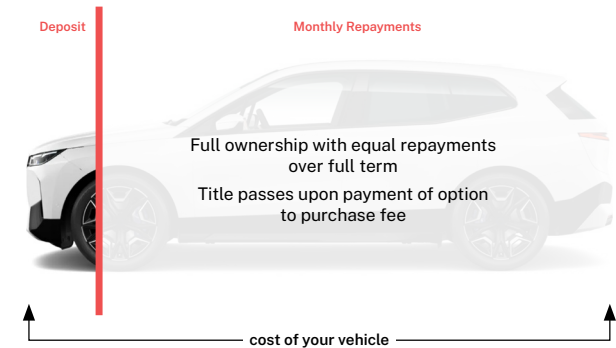 Deposit
Monthly Repayments
Full ownership with equal repayments
over full term
Title passes upon payment of option
to purchase fee
cost of your vehicle